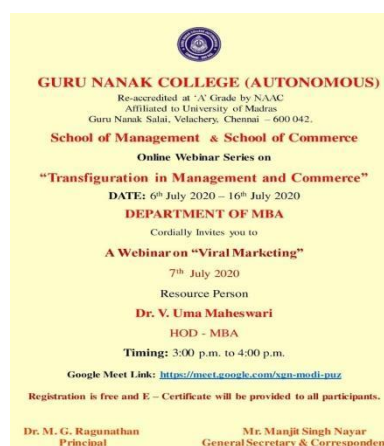 GURU NANAK COLLEGE (AUTONOMOUS)
Re-accredited at 'A' Grade by NAAC
Affiliated to University of Madras
Guru Nanak Salai, Velachery, Chennai – 600 042.
School of Management & School of Commerce
Online Webinar Series on
“Transfiguration in Management and Commerce”
DATE: 6th July 2020 – 16th July 2020
DEPARTMENT OF MBA
Cordially Invites you to
A Webinar on “Viral Marketing”
7th July 2020
Resource Person
Dr. V. Uma Maheswari
HOD - MBA
Timing: 3:00 p.m. to 4:00 p.m.
Google Meet Link: https://meet.google.com/xgn-modi-puz
Registration is free and E – Certificate will be provided to all participants.
Dr. M. G. Ragunathan Mr. Manjit Singh Nayar
Principal General Secretary & Corresponden